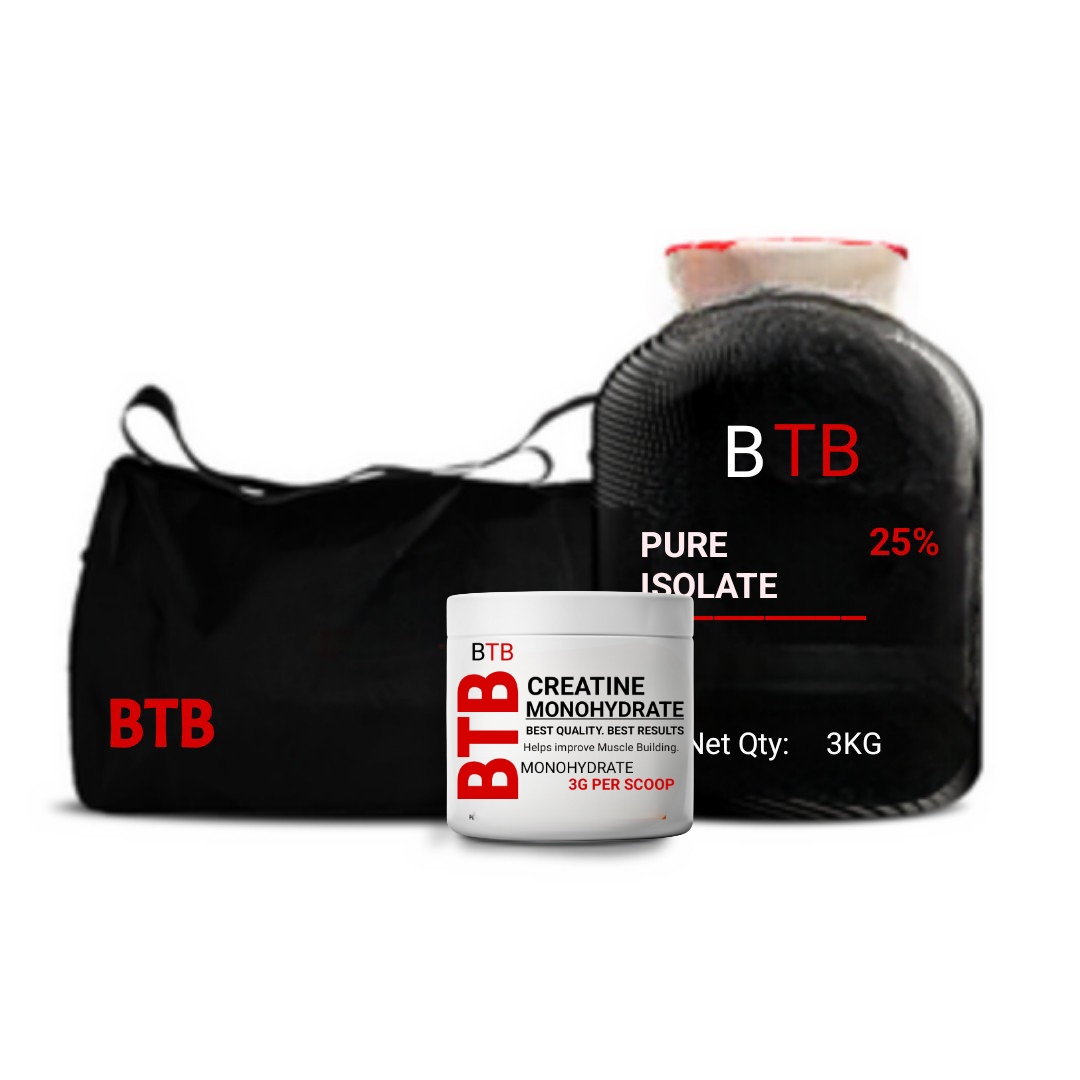 BTB
PURE
ISOLATE
25%
Net Qty: 3KG
BTB
BTB
BTB
CREATINE
MONOHYDRATE
BEST QUALITY. BEST RESULTS
Helps improve Muscle Building.
MONOHYDRATE
3G PER SCOOP